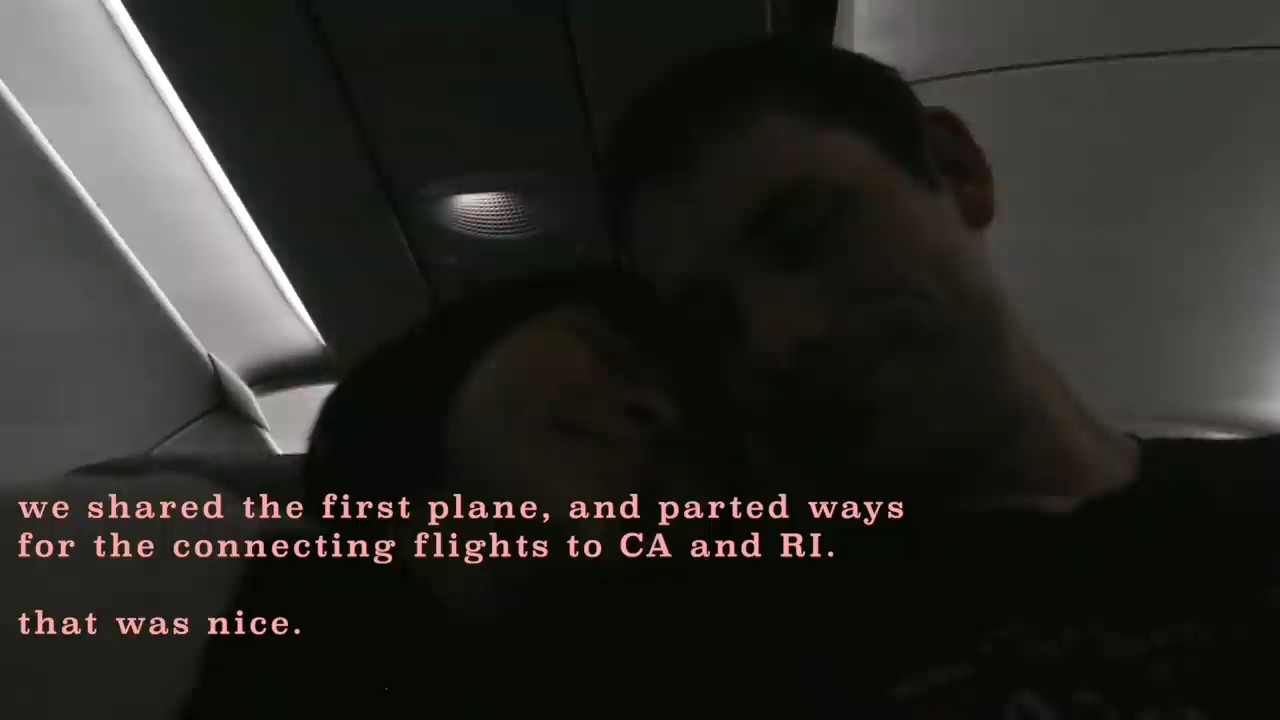 we shared the first plane, and parted ways
for the connecting flights to CA and RI.
that was nice.